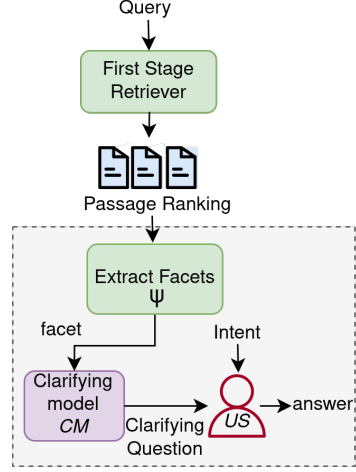 Query
First Stage
Retriever
Passage Ranking
Extract Facets
Ψ
facet
Intent
Clarifying
model
CM
US
answer
Clarifying
Question